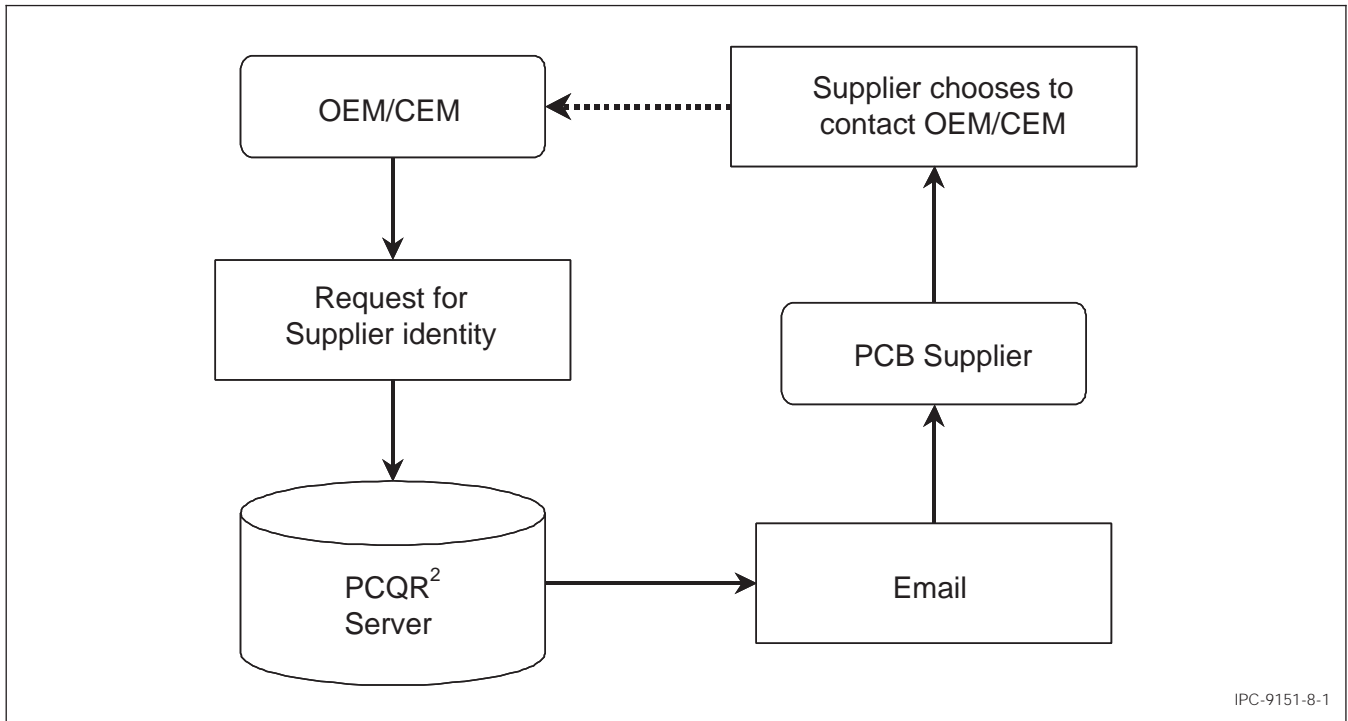 OEM/CEM
Supplier chooses to
contact OEM/CEM
Request for
Supplier identity
PCB Supplier
PCQR²
Server
Email
IPC-9151-8-1